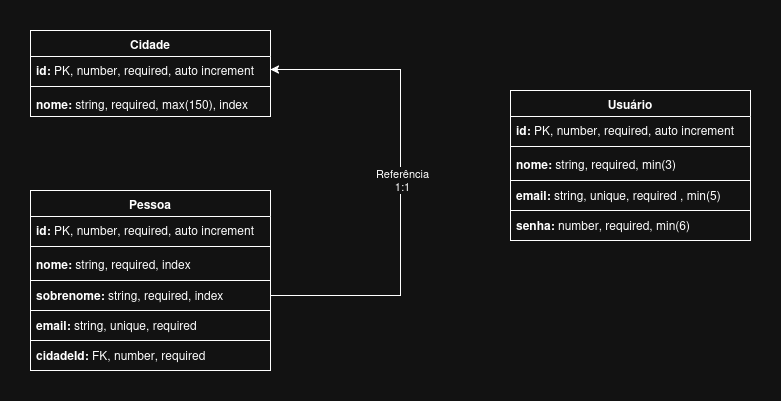 Cidade
id: PK, number, required, auto increment
nome: string, required, max(150), index
Referência
1:1
Pessoa
id: PK, number, required, auto increment
nome: string, required, index
sobrenome: string, required, index
email: string, unique, required
cidadeId: FK, number, required
Usuário
id: PK, number, required, auto increment
nome: string, required, min(3)
email: string, unique, required , min(5)
senha: number, required, min(6)